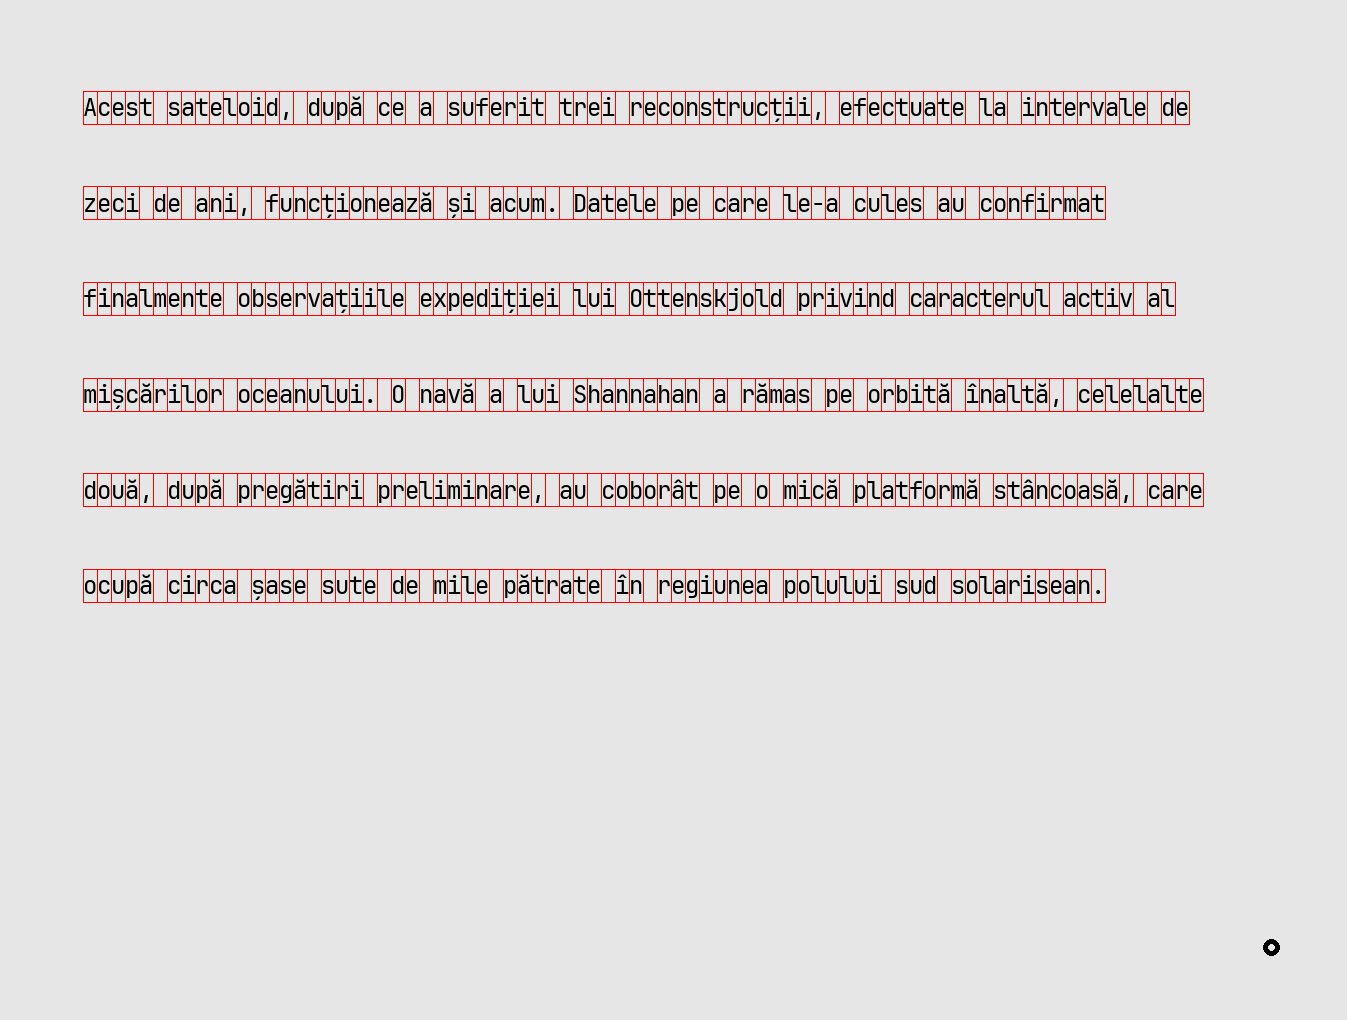 Acest sateloid, după ce a suferit trei reconstrucții, efectuate la intervale de
zeci de ani, funcționează și acum. Datele pe care le-a cules au confirmat
finalmente observațiile expediției lui Ottenskjold privind caracterul activ al
mișcărilor oceanului. O navă a lui Shannahan a rămas pe orbită înaltă, celelalte
două, după pregătiri preliminare, au coborât pe o mică platformă stâncoasă, care
ocupă circa șase sute de mile pătrate în regiunea polului sud solarisean.